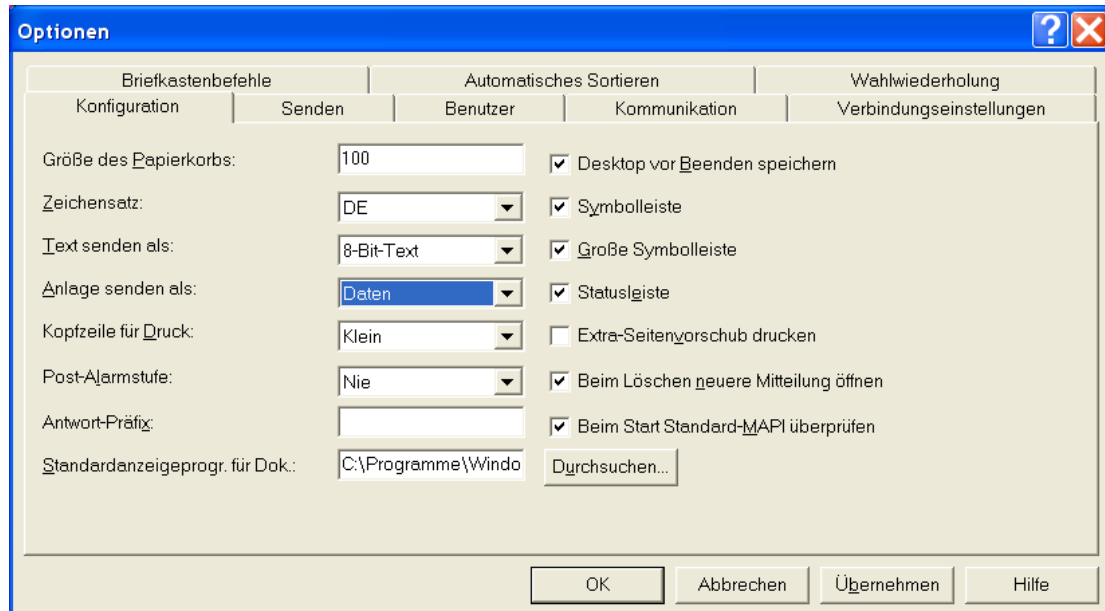 Optionen
Briefkastenbefehle Automatisches Sortieren Wahlwiederholung
Konfiguration Senden Benutzer Kommunikation Verbindungseinstellungen
Größe des Papierkorbs: 100 Desktop vor Beenden speichern
Zeichensatz: DE Symbolleiste
Text senden als: 8-Bit-Text Große Symbolleiste
Anlage senden als: Daten Statusleiste
Kopfzeile für Druck: Klein Extra-Seitenvorschub drucken
Post-Alarmstufe: Nie Beim Löschen neuere Mitteilung öffnen
Antwort-Präfix: Beim Start Standard-MAPI überprüfen
Standardanzeigeprogr. für Dok.: C:\Programme\Windo Durchsuchen...
OK Abbrechen Übernehmen Hilfe